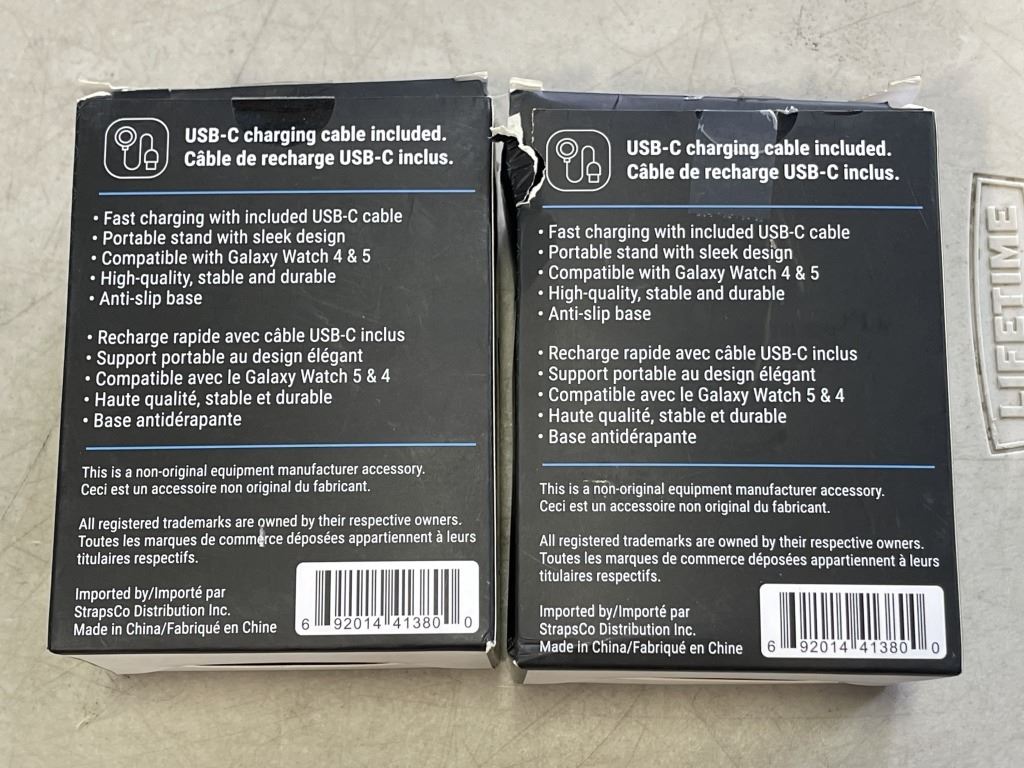 USB-C charging cable included.
Câble de recharge USB-C inclus.
• Fast charging with included USB-C cable
• Portable stand with sleek design
• Compatible with Galaxy Watch 4 & 5
• High-quality, stable and durable
• Anti-slip base
• Recharge rapide avec câble USB-C inclus
• Support portable au design élégant
• Compatible avec le Galaxy Watch 5 & 4
• Haute qualité, stable et durable
• Base antidérapante
This is a non-original equipment manufacturer accessory.
Ceci est un accessoire non original du fabricant.
All registered trademarks are owned by their respective owners.
Toutes les marques de commerce déposées appartiennent à leurs
titulaires respectifs.
Imported by/Importé par
StrapsCo Distribution Inc.
Made in China/Fabriqué en Chine
6 92014 41380 0
USB-C charging cable included.
Câble de recharge USB-C inclus.
• Fast charging with included USB-C cable
• Portable stand with sleek design
• Compatible with Galaxy Watch 4 & 5
• High-quality, stable and durable
• Anti-slip base
• Recharge rapide avec câble USB-C inclus
• Support portable au design élégant
• Compatible avec le Galaxy Watch 5 & 4
• Haute qualité, stable et durable
• Base antidérapante
This is a non-original equipment manufacturer accessory.
Ceci est un accessoire non original du fabricant.
All registered trademarks are owned by their respective owners.
Toutes les marques de commerce déposées appartiennent à leurs
titulaires respectifs.
Imported by/Importé par
StrapsCo Distribution Inc.
Made in China/Fabriqué en Chine
6 92014 41380 0
LIFETIME